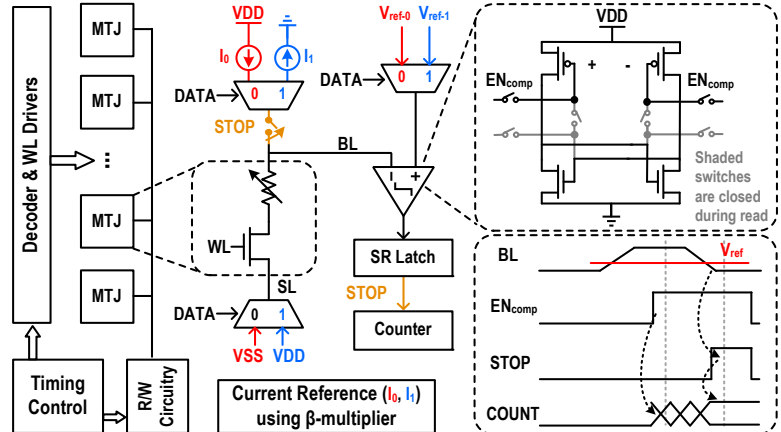 Decoder & WL Drivers
MTJ
MTJ
...
MTJ
MTJ
Timing
Control
R/W
Circuitry
VDD
I0
I1
DATA
0 1
STOP
BL
WL
SL
DATA
0 1
VSS VDD
Current Reference (I0, I1)
using β-multiplier
Vref-0 Vref-1
DATA
0 1
- +
SR Latch
STOP
Counter
VDD
+ -
ENcomp ENcomp
Shaded
switches
are closed
during read
BL
Vref
ENcomp
STOP
COUNT